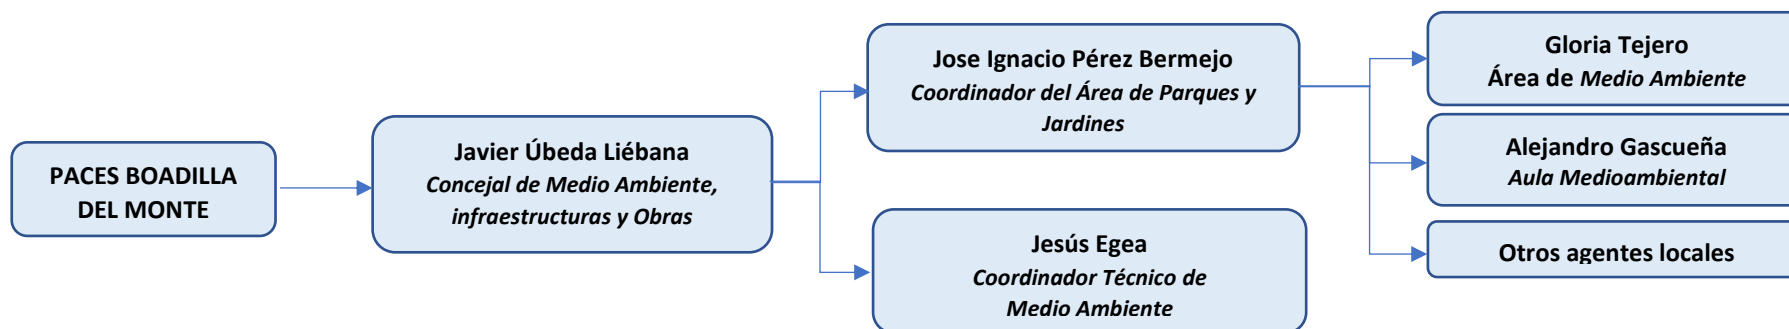 PACES BOADILLA
DEL MONTE
Javier Úbeda Liébana
Concejal de Medio Ambiente,
infraestructuras y Obras
Jose Ignacio Pérez Bermejo
Coordinador del Área de Parques y
Jardines
Jesús Egea
Coordinador Técnico de
Medio Ambiente
Gloria Tejero
Área de Medio Ambiente
Alejandro Gascueña
Aula Medioambiental
Otros agentes locales